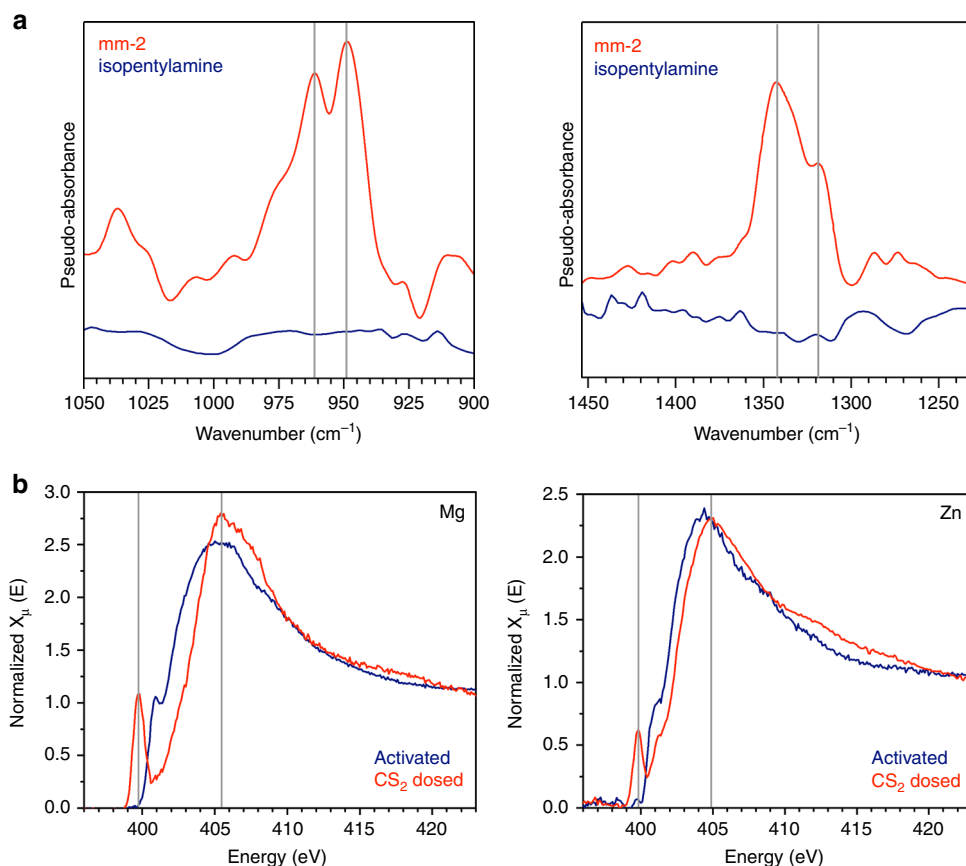 a
mm-2
isopentylamine
Pseudo-absorbance
1050 1025 1000 975 950 925 900
Wavenumber (cm⁻¹)
mm-2
isopentylamine
Pseudo-absorbance
1450 1400 1350 1300 1250
Wavenumber (cm⁻¹)
b
Mg
Normalized Xμ (E)
3.0
2.5
2.0
1.5
1.0
0.5
0.0
Activated
CS₂ dosed
400 405 410 415 420
Energy (eV)
Zn
Normalized Xμ (E)
2.5
2.0
1.5
1.0
0.5
0.0
Activated
CS₂ dosed
400 405 410 415 420
Energy (eV)